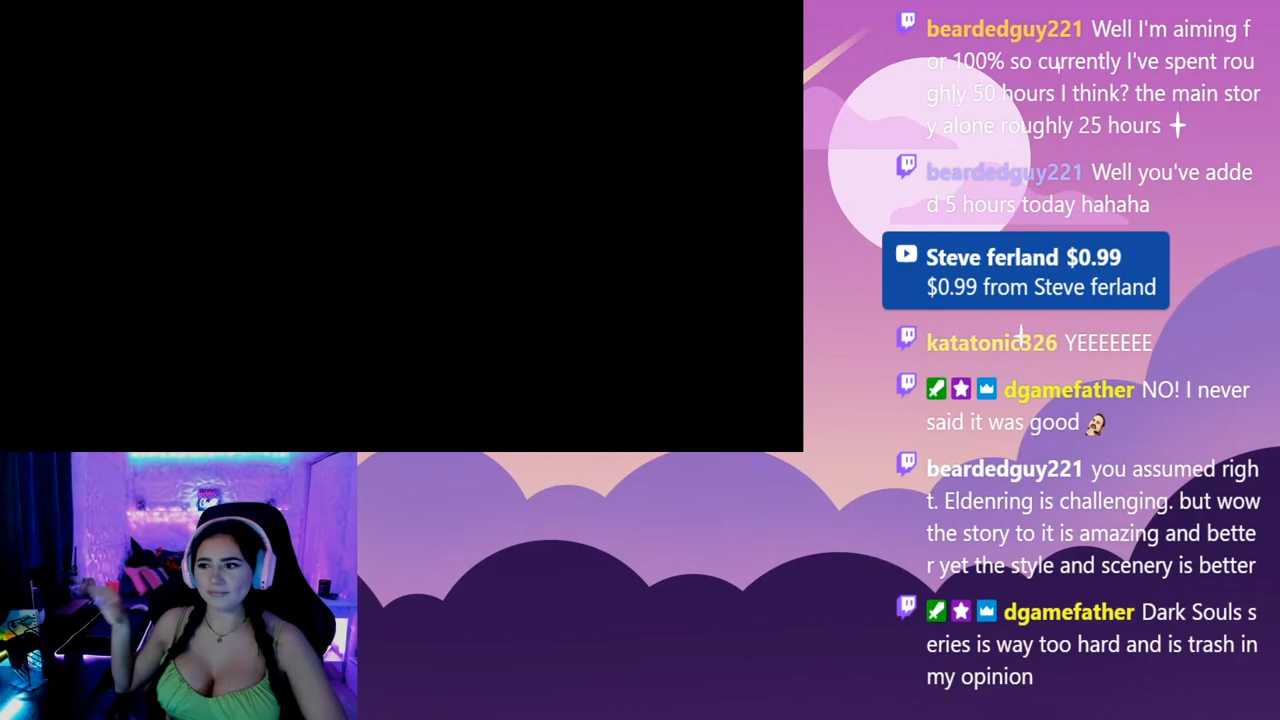 beardedguy221 Well I'm aiming f
or 100% so currently I've spent rou
ghly 50 hours I think? the main stor
y alone roughly 25 hours
beardedguy221 Well you've adde
d 5 hours today hahaha
Steve ferland $0.99
$0.99 from Steve ferland
katatonic326 YEEEEEEE
dgamefather NO! I never
said it was good
beardedguy221 you assumed righ
t. Eldenring is challenging. but wow
the story to it is amazing and bette
r yet the style and scenery is better
dgamefather Dark Souls s
eries is way too hard and is trash in
my opinion